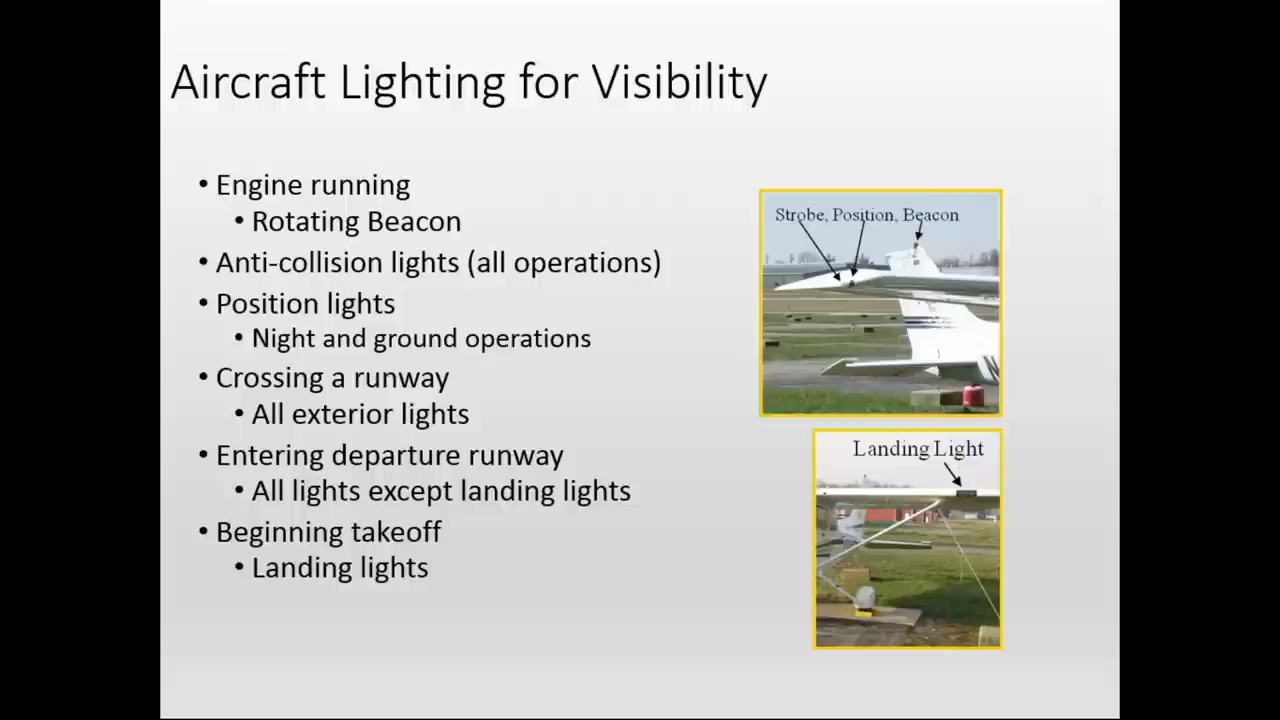 Aircraft Lighting for Visibility
• Engine running
• Rotating Beacon
• Anti-collision lights (all operations)
• Position lights
• Night and ground operations
• Crossing a runway
• All exterior lights
• Entering departure runway
• All lights except landing lights
• Beginning takeoff
• Landing lights
Strobe, Position, Beacon
Landing Light